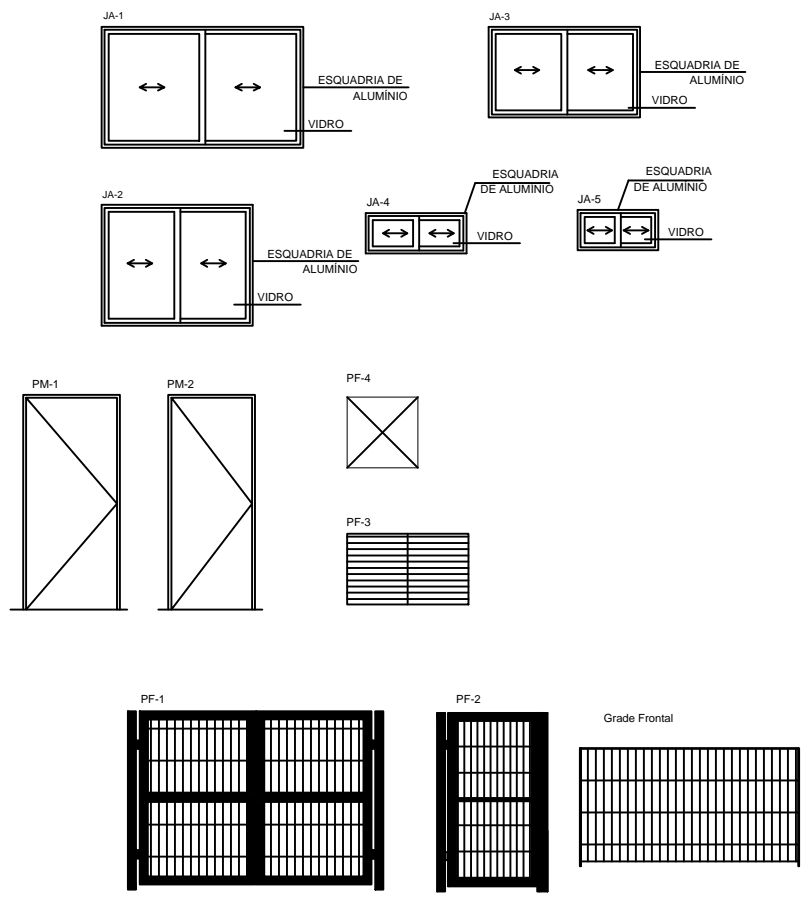 JA-1
ESQUADRIA DE
ALUMÍNIO
VIDRO
JA-3
ESQUADRIA DE
ALUMÍNIO
VIDRO
JA-2
ESQUADRIA DE
ALUMÍNIO
VIDRO
JA-4
ESQUADRIA
DE ALUMÍNIO
VIDRO
JA-5
ESQUADRIA
DE ALUMÍNIO
VIDRO
PM-1
PM-2
PF-4
PF-3
PF-1
PF-2
Grade Frontal